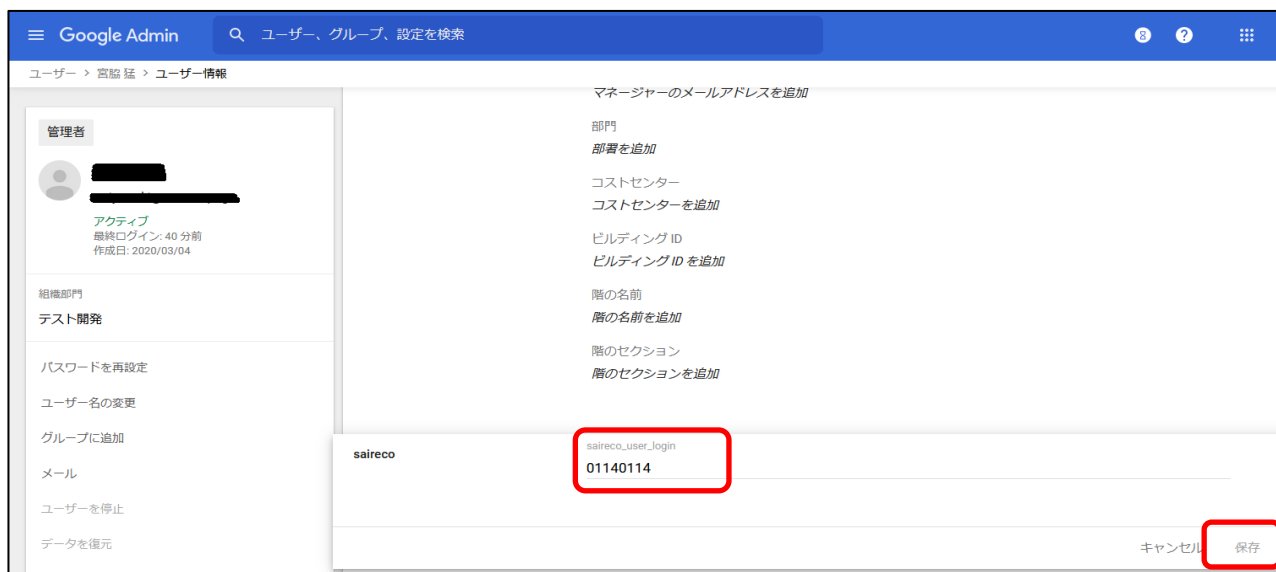 Google Admin
ユーザー、グループ、設定を検索
ユーザー > 宮脇 猛 > ユーザー情報
管理者
アクティブ
最終ログイン: 40 分前
作成日: 2020/03/04
組織部門
テスト開発
パスワードを再設定
ユーザー名の変更
グループに追加
メール
ユーザーを停止
データを復元
マネージャーのメールアドレスを追加
部門
部署を追加
コストセンター
コストセンターを追加
ビルディング ID
ビルディング ID を追加
階の名前
階の名前を追加
階のセクション
階のセクションを追加
saireco
saireco_user_login
01140114
キャンセル
保存